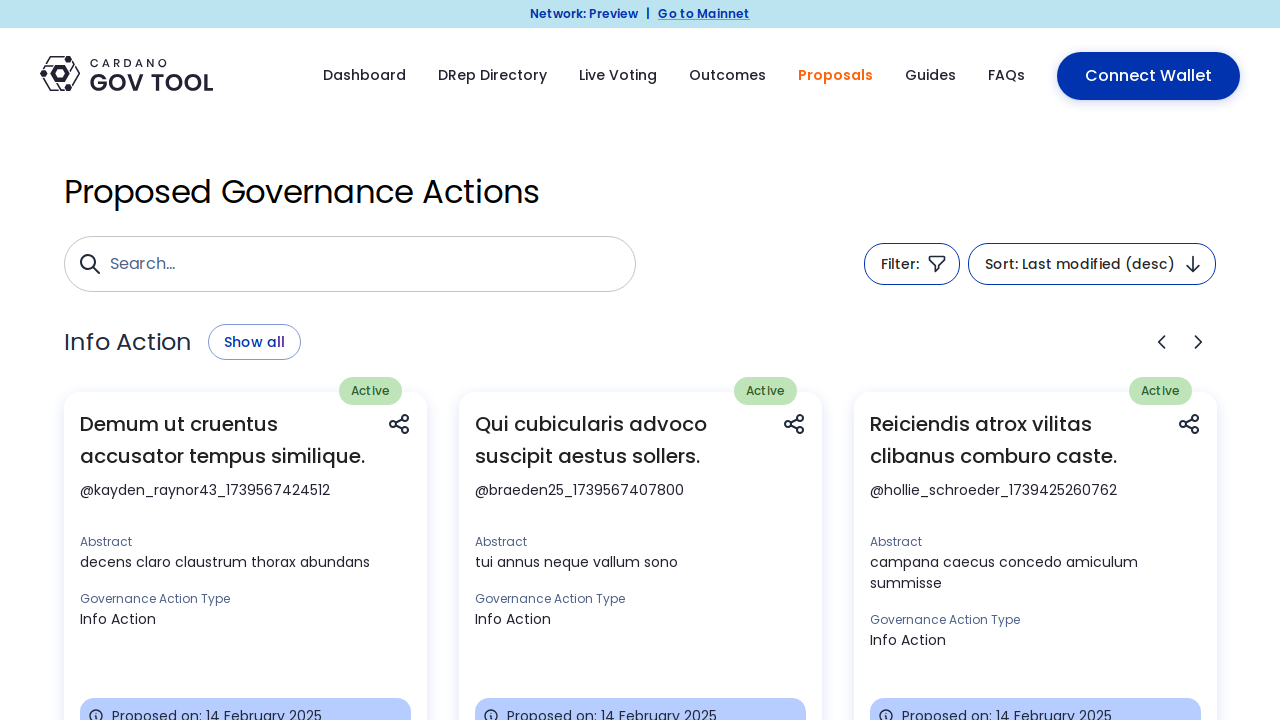 Network: Preview | Go to Mainnet
CARDANO
GOV TOOL
Dashboard
DRep Directory
Live Voting
Outcomes
Proposals
Guides
FAQs
Connect Wallet
Proposed Governance Actions
Search...
Filter:
Sort: Last modified (desc)
Info Action
Show all
Active
Demum ut cruentus
accusator tempus similique.
@kayden_raynor43_1739567424512
Abstract
decens claro claustrum thorax abundans
Governance Action Type
Info Action
Proposed on: 14 February 2025
Active
Qui cubicularis advoco
suscipit aestus sollers.
@braeden25_1739567407800
Abstract
tui annus neque vallum sono
Governance Action Type
Info Action
Proposed on: 14 February 2025
Active
Reiciendis atrox vilitas
clibanus comburo caste.
@hollie_schroeder_1739425260762
Abstract
campana caecus concedo amiculum
summisse
Governance Action Type
Info Action
Proposed on: 14 February 2025